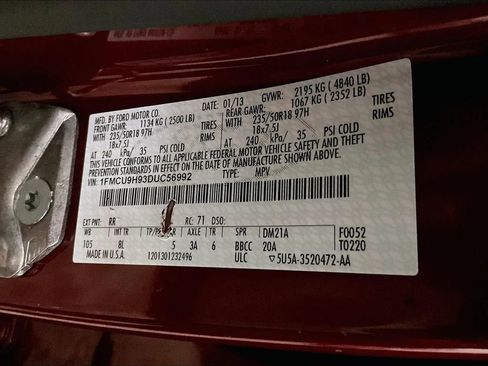 MFD. BY FORD MOTOR CO. DATE: 01/13 GVWR: 2195 KG ( 4840 LB)
FRONT GAWR: 1134 KG ( 2500 LB) REAR GAWR: 1067 KG ( 2352 LB)
235/50R18 97H TIRES WITH 235/50R18 97H TIRES
18x7.5J RIMS 18x7.5J RIMS
AT 240 kPa/ 35 PSI COLD AT 240 kPa/ 35 PSI COLD
THIS VEHICLE CONFORMS TO ALL APPLICABLE FEDERAL MOTOR VEHICLE SAFETY AND
THEFT PREVENTION STANDARDS IN EFFECT ON THE DATE OF MANUFACTURE SHOWN ABOVE.
VIN: 1FMCU9H93DUC56992 TYPE: MPV
EXT PNT: RR RC: 71 DSO:
WB INT TR TP/PS R AXLE TR DM21A F0052
105 BL 5 3A 6 BBCC 20A T0220
MADE IN U.S.A. 1201301232496 ULC 5U5A-3520472-AA